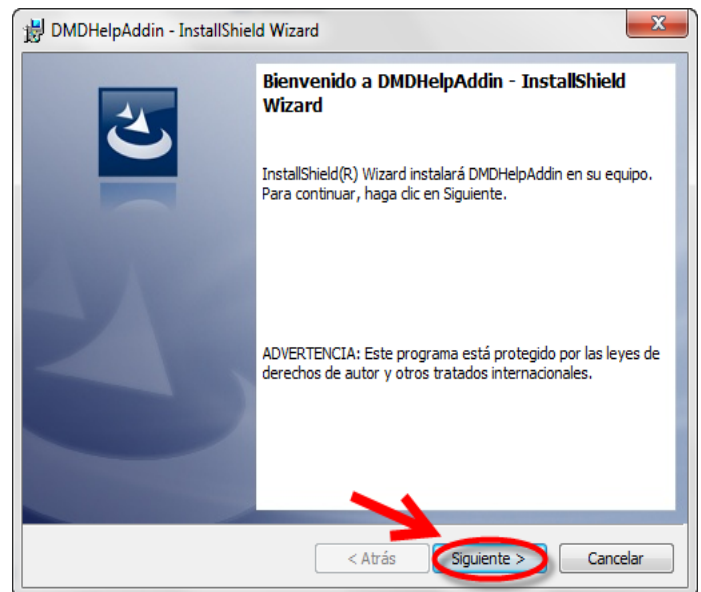 DMDHelpAddin - InstallShield Wizard
X
Bienvenido a DMDHelpAddin - InstallShield
Wizard
InstallShield(R) Wizard instalará DMDHelpAddin en su equipo.
Para continuar, haga clic en Siguiente.
ADVERTENCIA: Este programa está protegido por las leyes de
derechos de autor y otros tratados internacionales.
< Atrás Siguiente > Cancelar